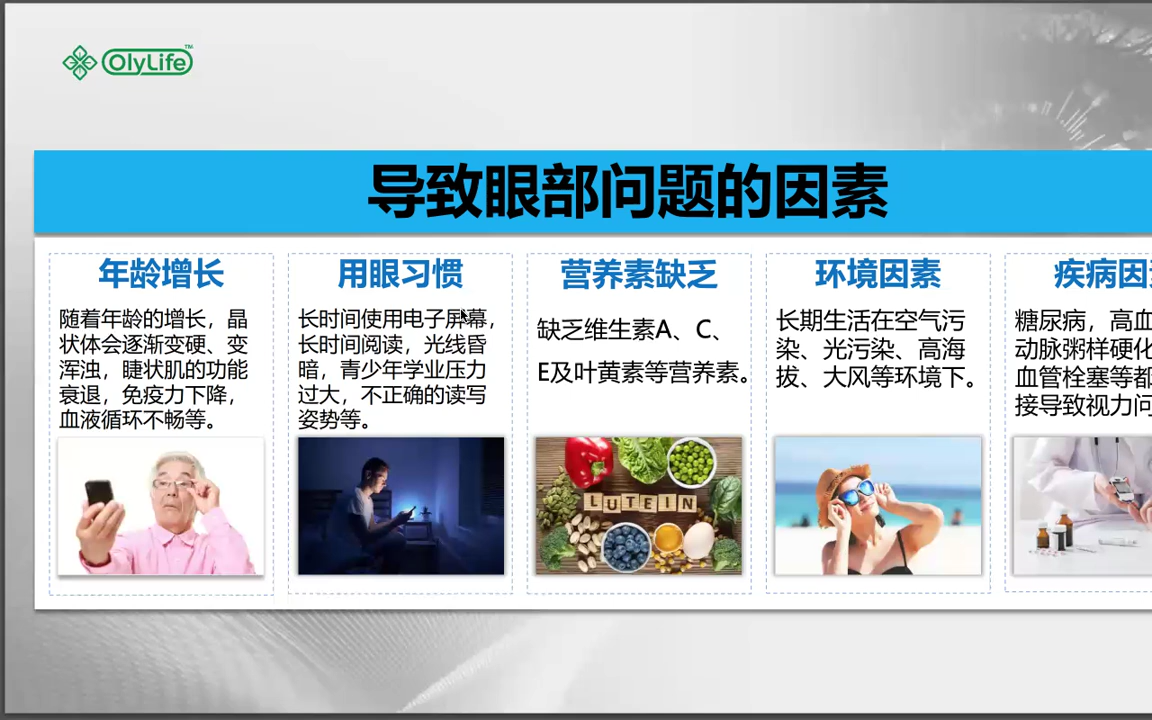 OlyLife™
导致眼部问题的因素
年龄增长
随着年龄的增长，晶
状体会逐渐变硬、变
浑浊，睫状肌的功能
衰退，免疫力下降，
血液循环不畅等。
用眼习惯
长时间使用电子屏幕，
长时间阅读，光线昏
暗，青少年学业压力
过大，不正确的读写
姿势等。
营养素缺乏
缺乏维生素A、C、
E及叶黄素等营养素。
LUTEIN
环境因素
长期生活在空气污
染、光污染、高海
拔、大风等环境下。
疾病因
糖尿病，高血
动脉粥样硬化
血管栓塞等都
接导致视力问